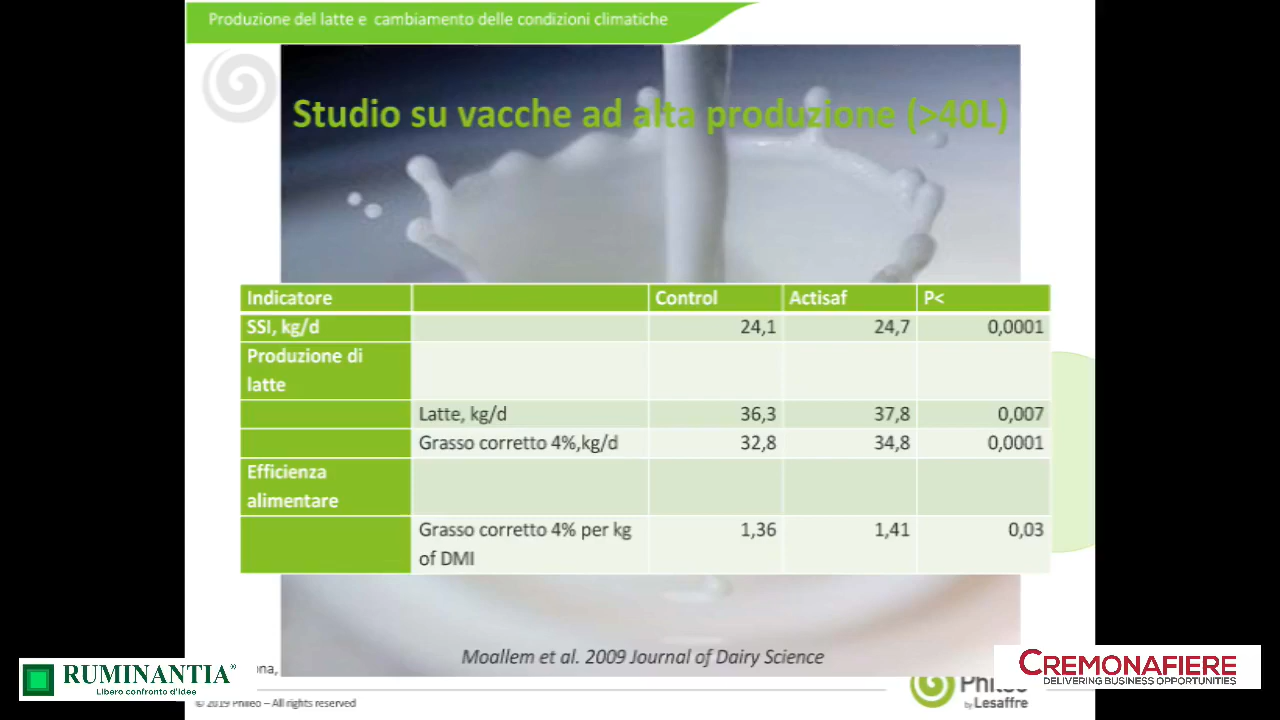 Produzione del latte e cambiamento delle condizioni climatiche
Studio su vacche ad alta produzione (>40L)
Indicatore Control Actisaf P<
SSI, kg/d 24,1 24,7 0,0001
Produzione di
latte
Latte, kg/d 36,3 37,8 0,007
Grasso corretto 4%,kg/d 32,8 34,8 0,0001
Efficienza
alimentare
Grasso corretto 4% per kg 1,36 1,41 0,03
of DMI
Moallem et al. 2009 Journal of Dairy Science
RUMINANTIA®
Libero confronto d'idee
CREMONAFIERE
DELIVERING BUSINESS OPPORTUNITIES
Phileo
by Lesaffre
© 2019 Phileo – All rights reserved